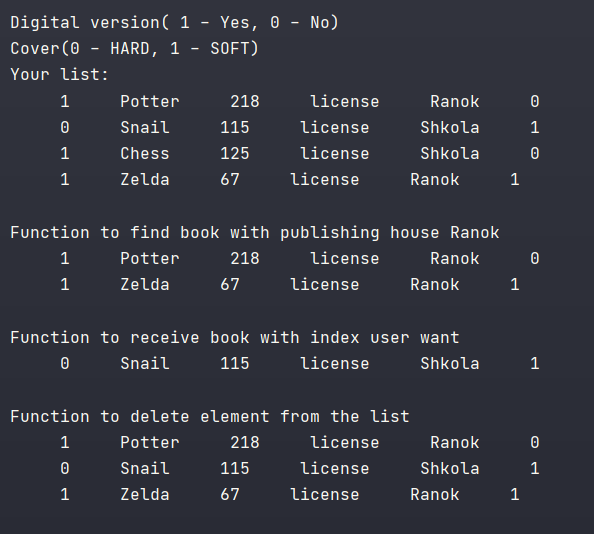 Digital version( 1 – Yes, 0 – No)
Cover(0 – HARD, 1 – SOFT)
Your list:
     1     Potter     218     license     Ranok     0
     0     Snail     115     license     Shkola     1
     1     Chess     125     license     Shkola     0
     1     Zelda     67     license     Ranok     1

Function to find book with publishing house Ranok
     1     Potter     218     license     Ranok     0
     1     Zelda     67     license     Ranok     1

Function to receive book with index user want
     0     Snail     115     license     Shkola     1

Function to delete element from the list
     1     Potter     218     license     Ranok     0
     0     Snail     115     license     Shkola     1
     1     Zelda     67     license     Ranok     1